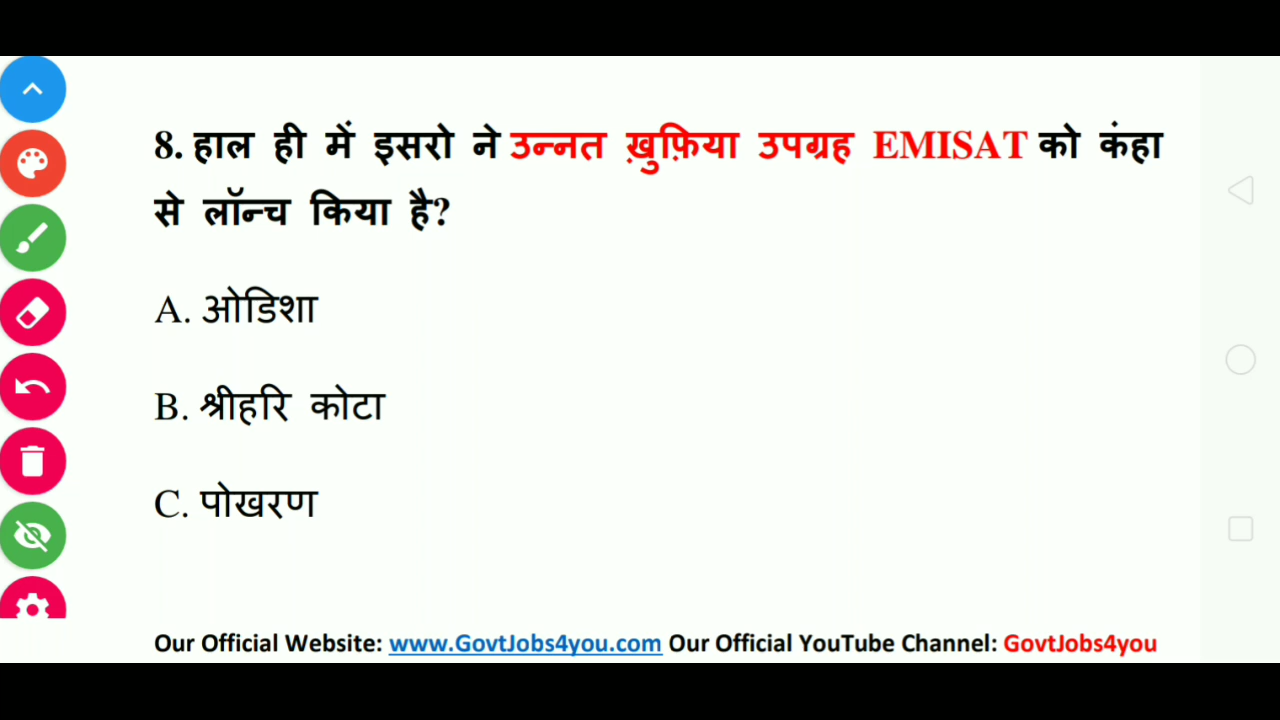 8. हाल ही में इसरो ने उन्नत ख़ुफ़िया उपग्रह EMISAT को कंहा
से लॉन्च किया है?
A. ओडिशा
B. श्रीहरि कोटा
C. पोखरण
Our Official Website: www.GovtJobs4you.com Our Official YouTube Channel: GovtJobs4you